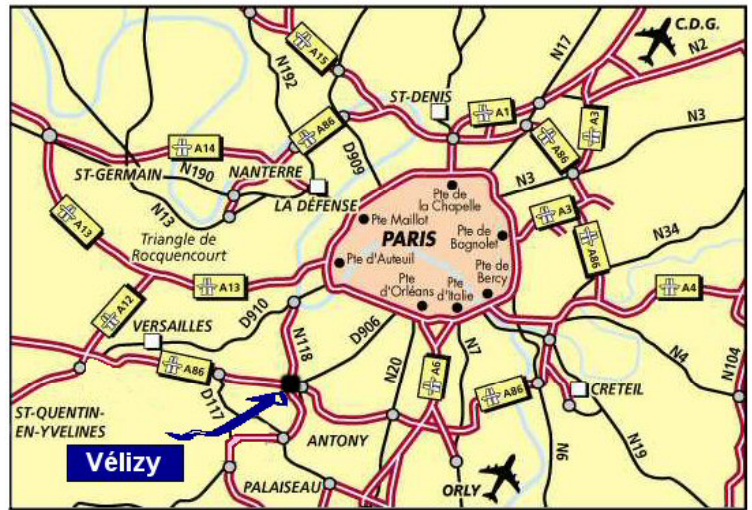 C.D.G.
N17
N2
N192
A15
ST-DENIS
A1
A86
A3
N3
A86
D909
A14
ST-GERMAIN
N190
NANTERRE
LA DÉFENSE
N13
N3
Pte de
la Chapelle
Pte Maillot
PARIS
Pte de
Bagnolet
A3
N34
A86
A13
Triangle de
Rocquencourt
Pte d'Auteuil
Pte
d'Orléans
Pte
d'Italie
Pte de
Bercy
A13
A4
A12
D910
VERSAILLES
N118
D906
N20
N7
A6
A86
N4
N104
A86
D117
CRETEIL
ST-QUENTIN-
EN-YVELINES
ANTONY
N6
N19
Vélizy
PALAISEAU
ORLY